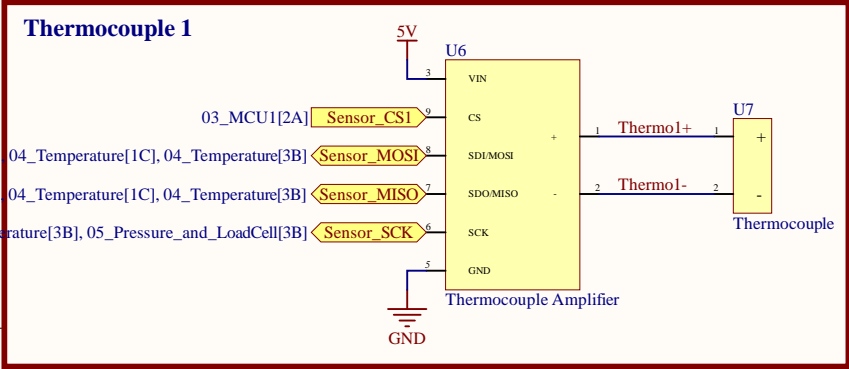 Thermocouple 1
5V
U6
3 VIN
U7
03_MCU1[2A] Sensor_CS1 9 CS
+ 1 Thermo1+ 1 +
04_Temperature[1C], 04_Temperature[3B] Sensor_MOSI 8 SDI/MOSI
04_Temperature[1C], 04_Temperature[3B] Sensor_MISO 7 SDO/MISO
- 2 Thermo1- 2 -
Thermocouple
05_Pressure_and_LoadCell[3B] Sensor_SCK 6 SCK
5 GND
Thermocouple Amplifier
GND